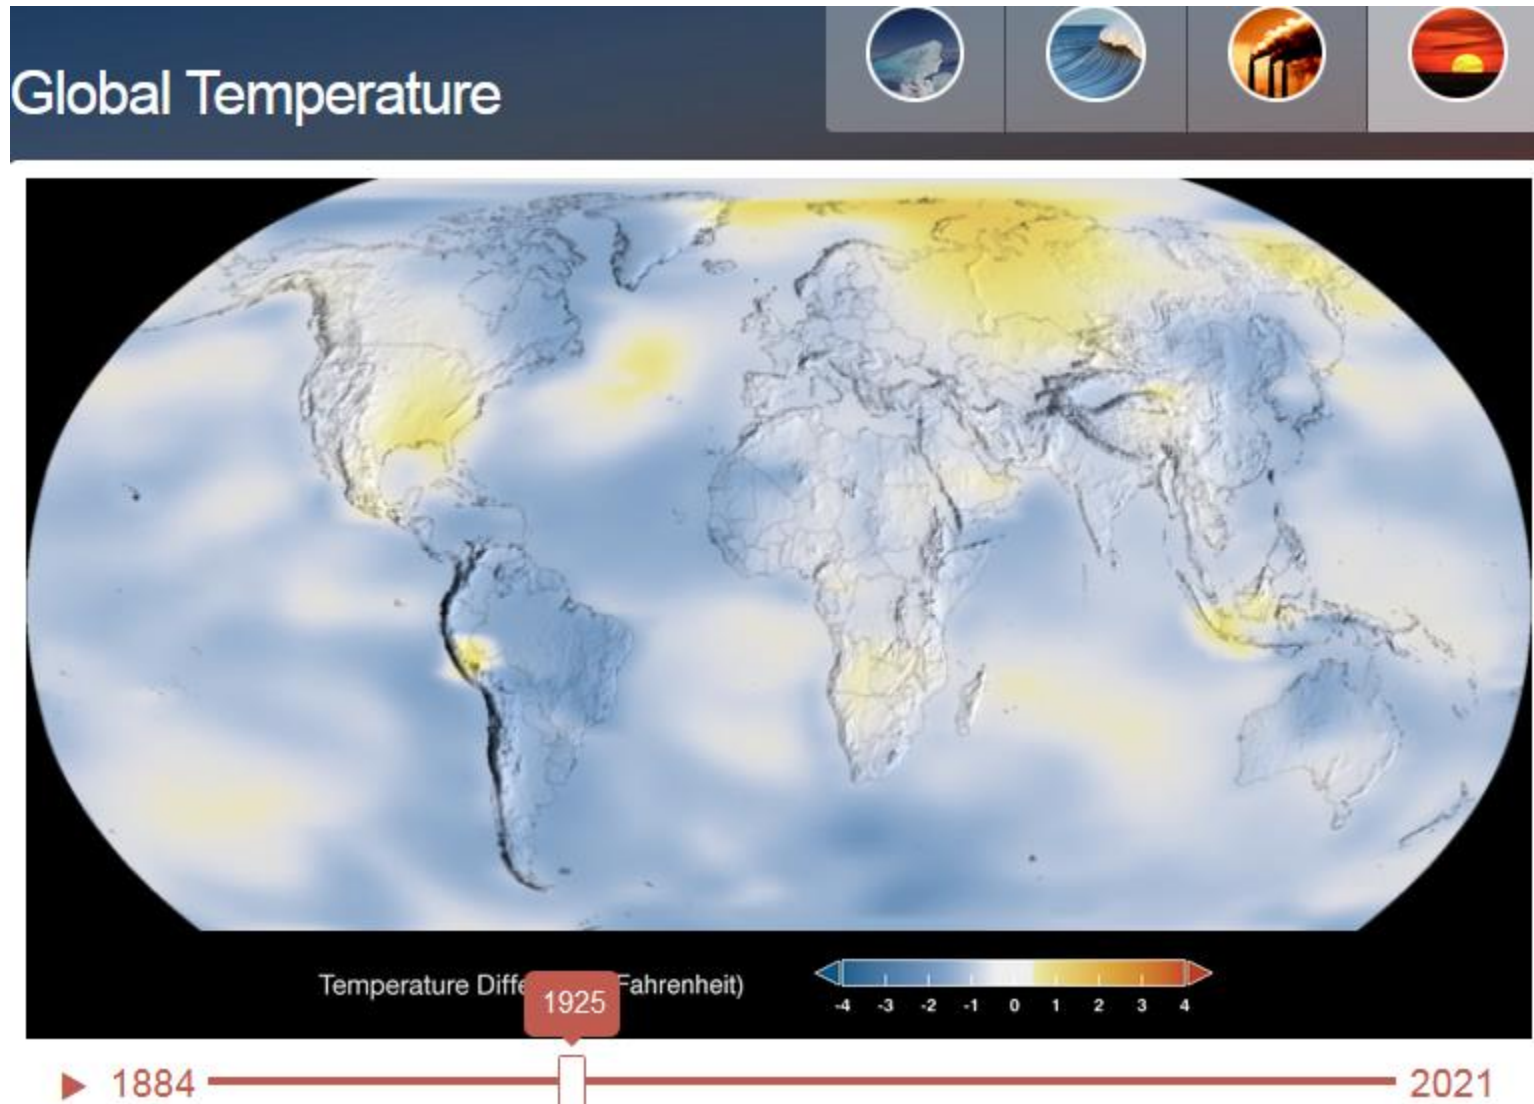 Global Temperature
Temperature Diffe Fahrenheit)
-4 -3 -2 -1 0 1 2 3 4
1925
1884
2021